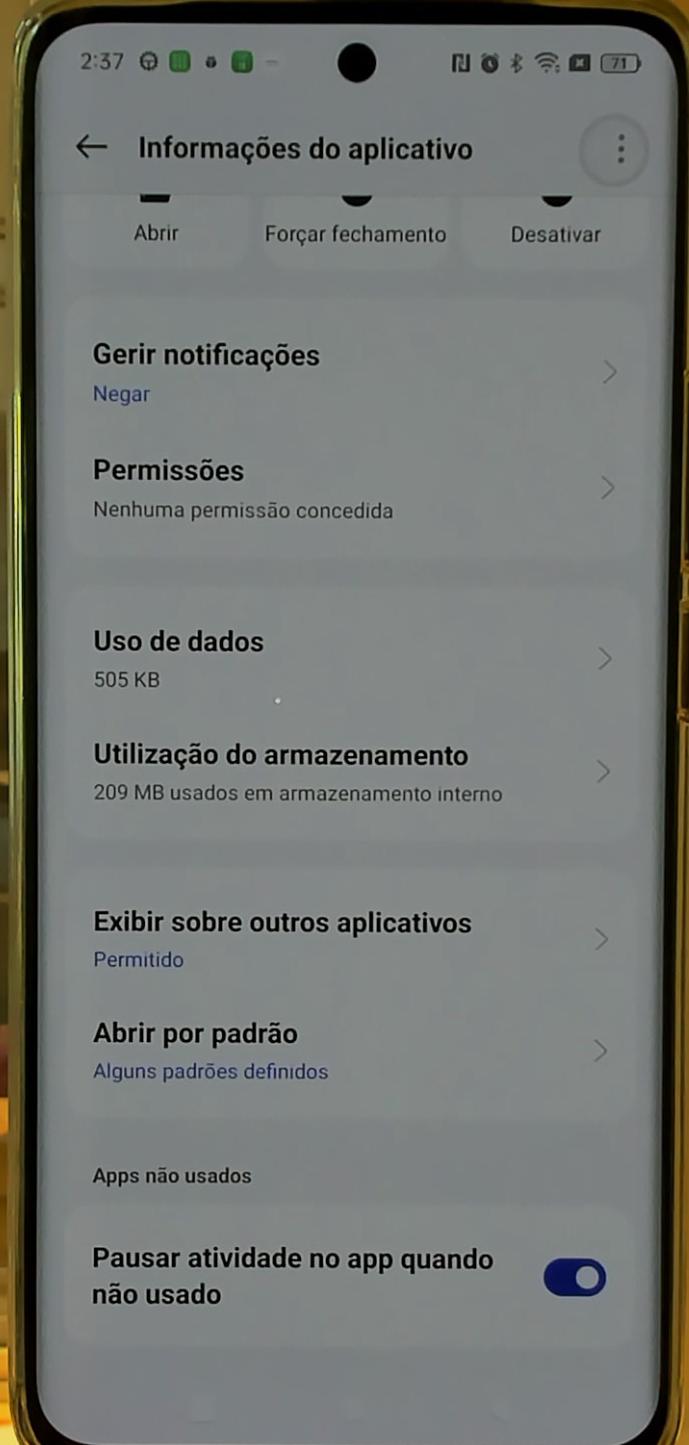 2:37
71
Informações do aplicativo
Abrir
Forçar fechamento
Desativar
Gerir notificações
Negar
Permissões
Nenhuma permissão concedida
Uso de dados
505 KB
Utilização do armazenamento
209 MB usados em armazenamento interno
Exibir sobre outros aplicativos
Permitido
Abrir por padrão
Alguns padrões definidos
Apps não usados
Pausar atividade no app quando
não usado